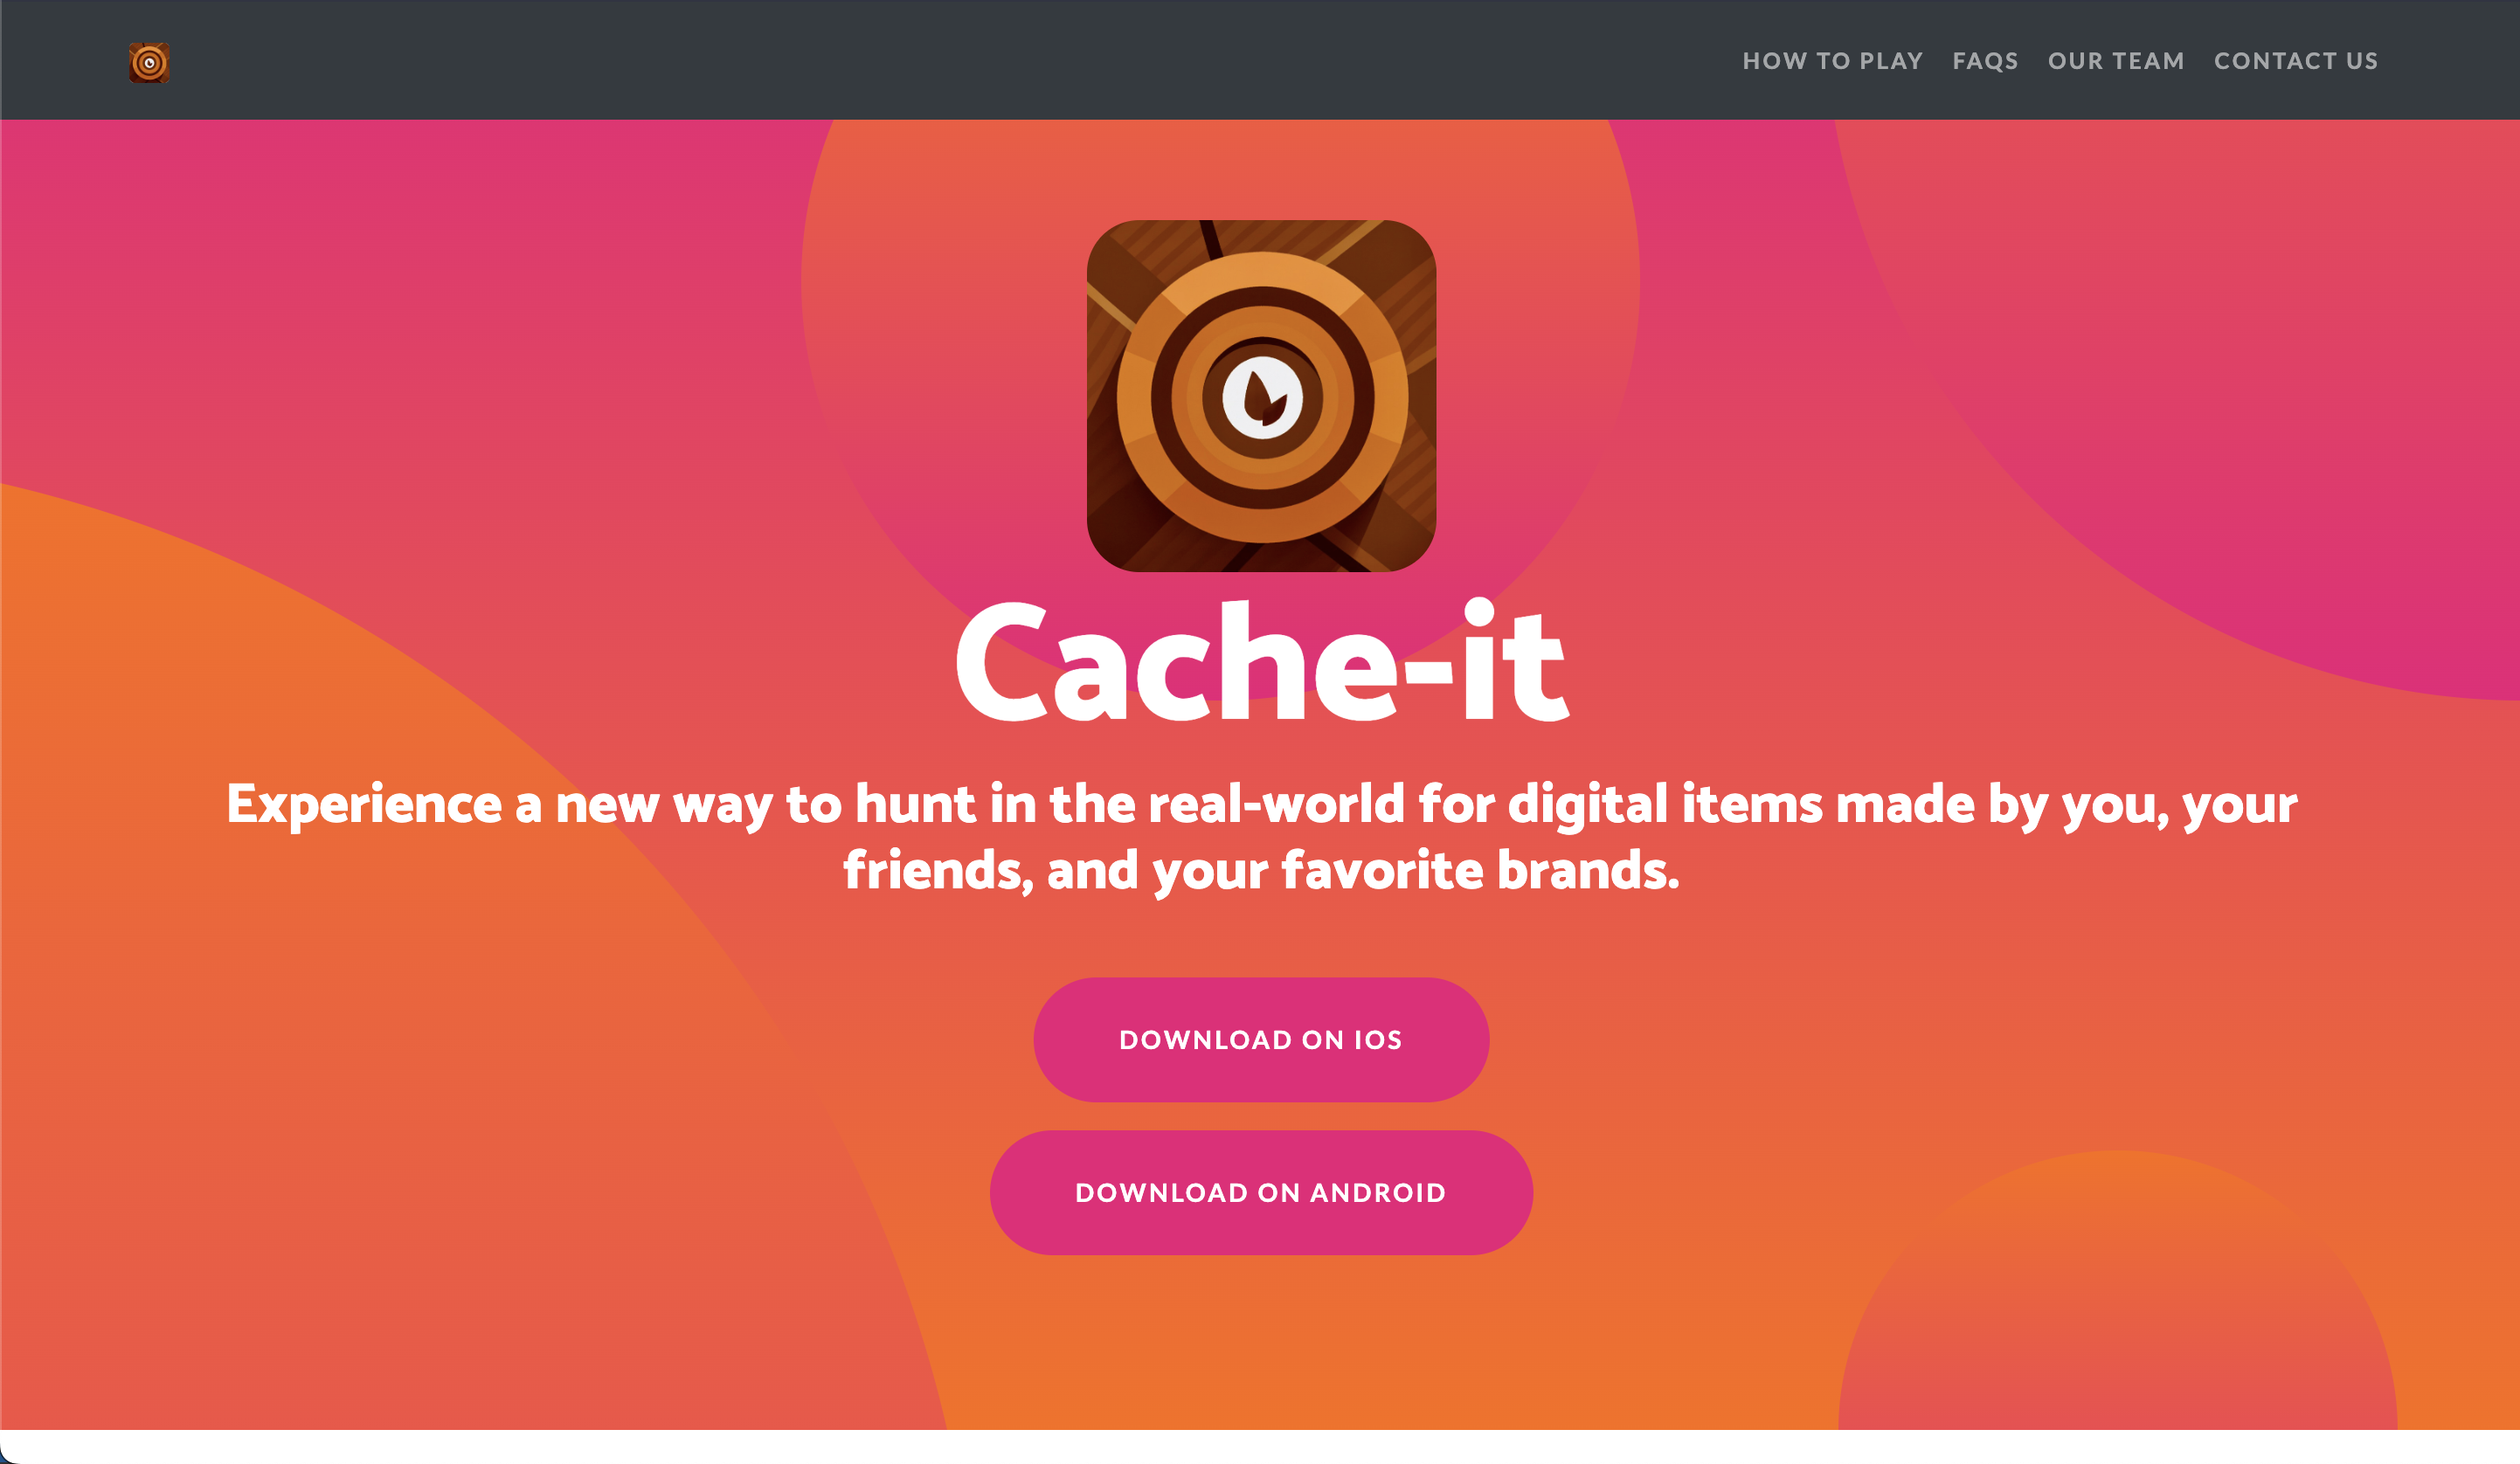 HOW TO PLAY FAQS OUR TEAM CONTACT US
Cache-it
Experience a new way to hunt in the real-world for digital items made by you, your
friends, and your favorite brands.
DOWNLOAD ON IOS
DOWNLOAD ON ANDROID